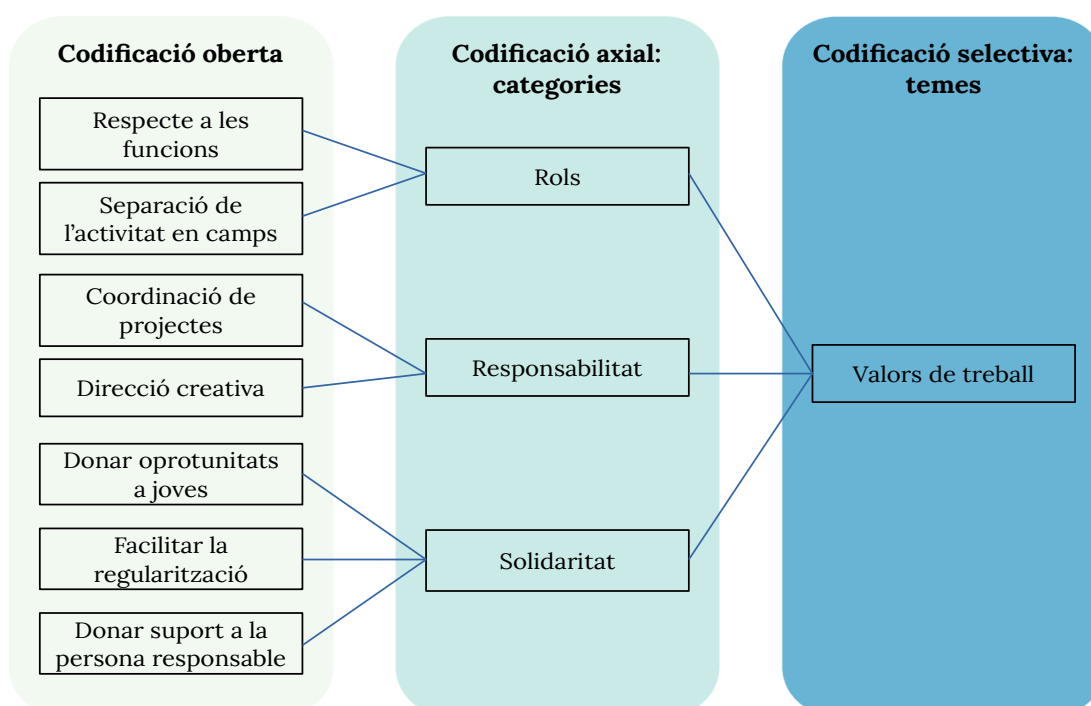 Codificació oberta
Respecte a les
funcions
Separació de
l’activitat en camps
Coordinació de
projectes
Direcció creativa
Donar oprotunitats
a joves
Facilitar la
regularització
Donar suport a la
persona responsable
Codificació axial:
categories
Rols
Responsabilitat
Solidaritat
Codificació selectiva:
temes
Valors de treball